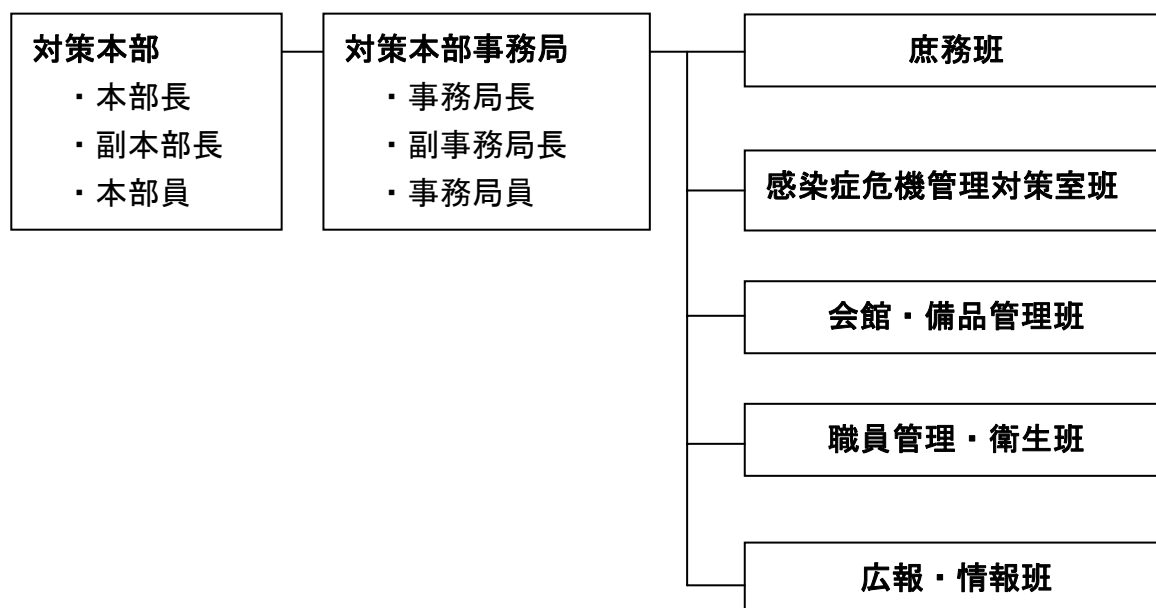 対策本部
・本部長
・副本部長
・本部員
対策本部事務局
・事務局長
・副事務局長
・事務局員
庶務班
感染症危機管理対策室班
会館・備品管理班
職員管理・衛生班
広報・情報班